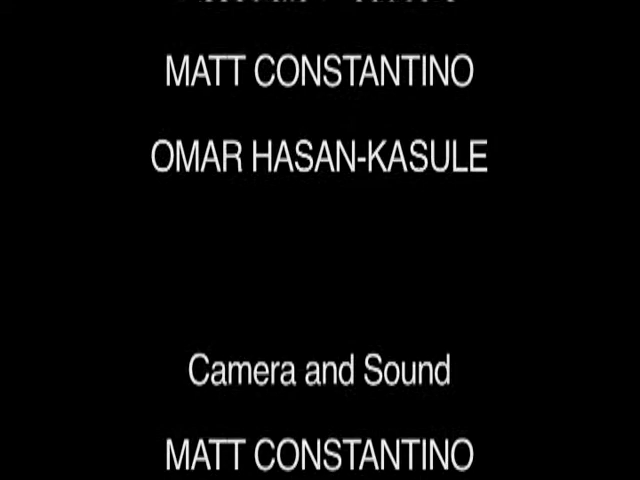 MATT CONSTANTINO
OMAR HASAN-KASULE
Camera and Sound
MATT CONSTANTINO